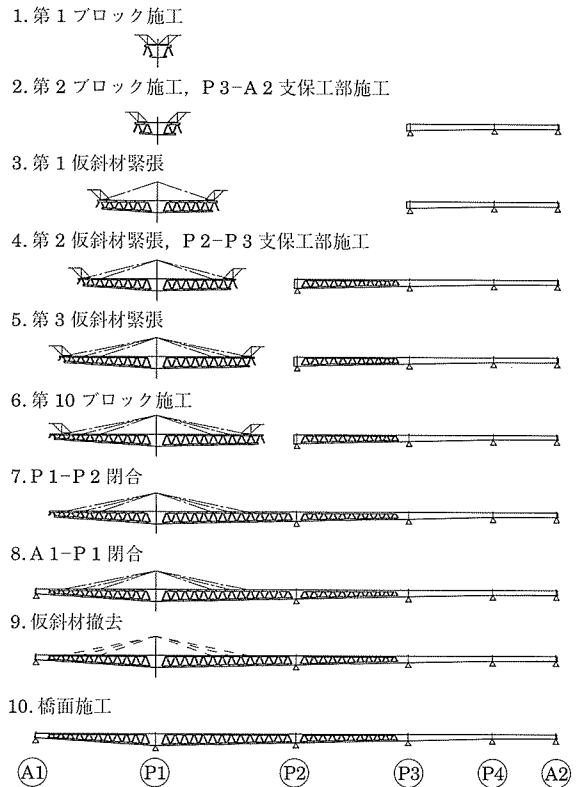 1.第1ブロック施工
2.第2ブロック施工，P3-A2支保工部施工
3.第1仮斜材緊張
4.第2仮斜材緊張，P2-P3支保工部施工
5.第3仮斜材緊張
6.第10ブロック施工
7.P1-P2閉合
8.A1-P1閉合
9.仮斜材撤去
10.橋面施工
A1 P1 P2 P3 P4 A2